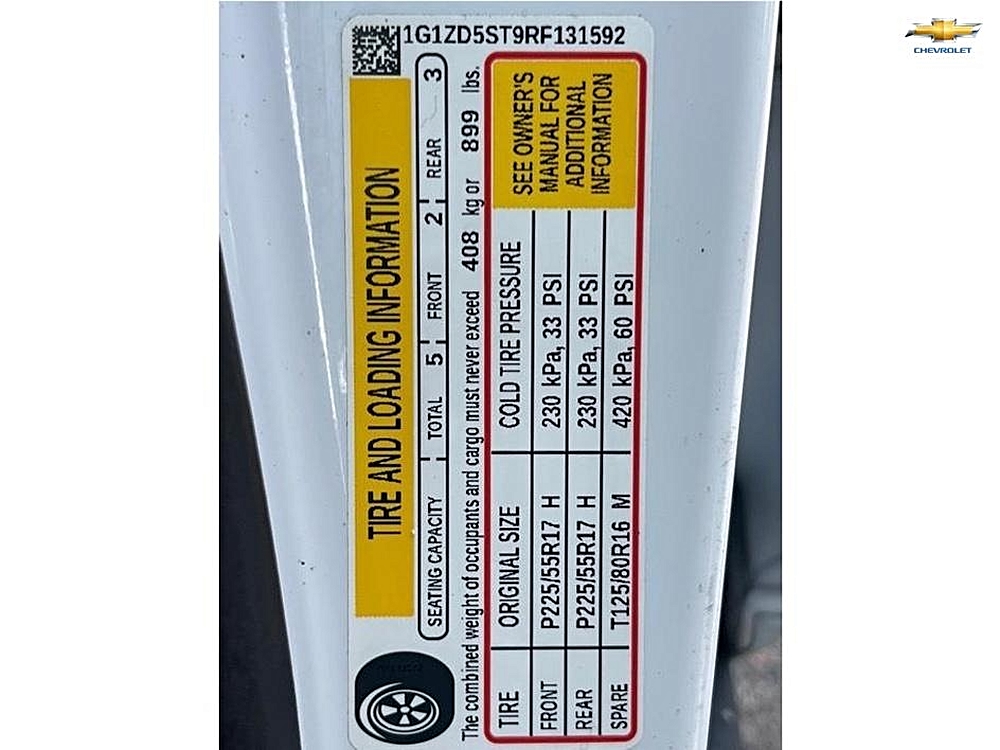 1G1ZD5ST9RF131592
TIRE AND LOADING INFORMATION
SEATING CAPACITY TOTAL 5 FRONT 2 REAR 3
The combined weight of occupants and cargo must never exceed 408 kg or 899 lbs.
TIRE ORIGINAL SIZE COLD TIRE PRESSURE
FRONT P225/55R17 H 230 kPa, 33 PSI
REAR P225/55R17 H 230 kPa, 33 PSI
SPARE T125/80R16 M 420 kPa, 60 PSI
SEE OWNER'S
MANUAL FOR
ADDITIONAL
INFORMATION
CHEVROLET